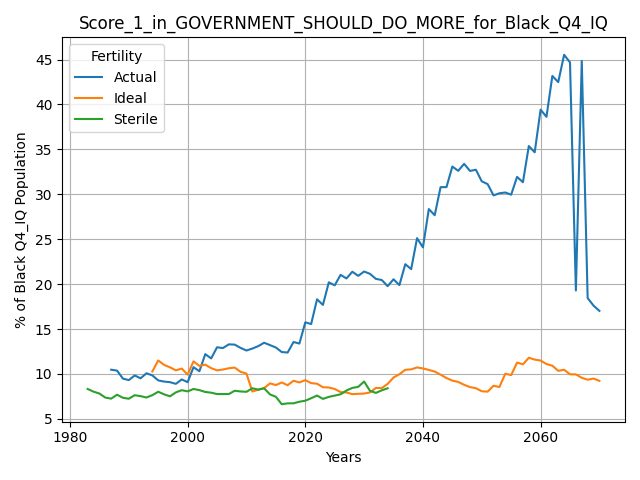 Score_1_in_GOVERNMENT_SHOULD_DO_MORE_for_Black_Q4_IQ
Fertility
Actual
Ideal
Sterile
% of Black Q4_IQ Population
45
40
35
30
25
20
15
10
5
1980
2000
2020
2040
2060
Years